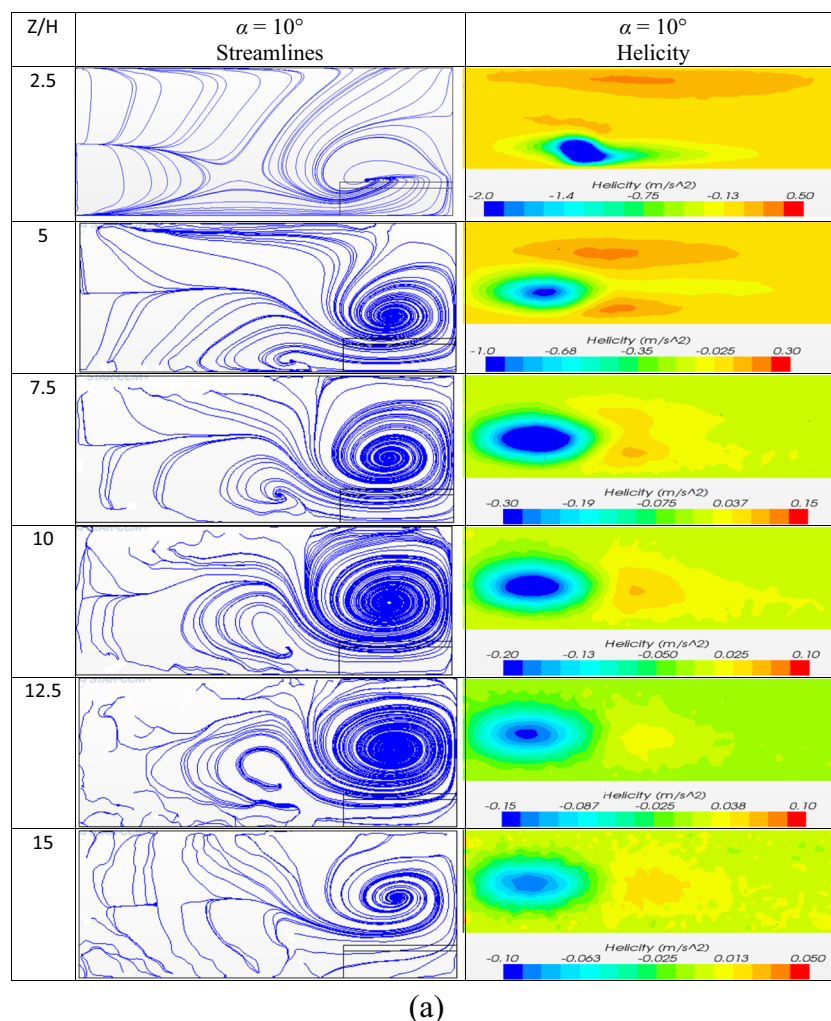 Z/H
α = 10°
Streamlines
α = 10°
Helicity
2.5
Helicity (m/s^2)
-2.0 -1.4 -0.75 -0.13 0.50
5
Helicity (m/s^2)
-1.0 -0.68 -0.35 -0.025 0.30
7.5
STAR-CCM+
Helicity (m/s^2)
-0.30 -0.19 -0.075 0.037 0.15
10
Helicity (m/s^2)
-0.20 -0.13 -0.050 0.025 0.10
12.5
STAR-CCM+
Helicity (m/s^2)
-0.15 -0.087 -0.025 0.038 0.10
15
Helicity (m/s^2)
-0.10 -0.063 -0.025 0.013 0.050
(a)